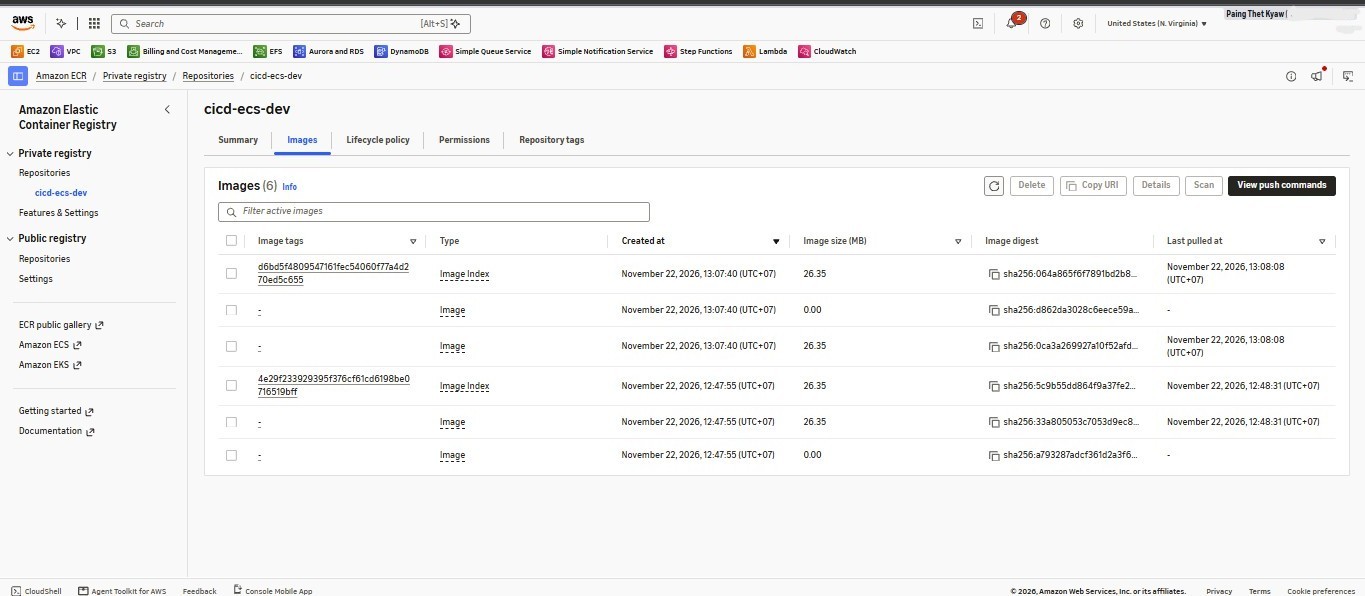 aws
Search [Alt+S]
2
United States (N. Virginia)
Paing Thet Kyaw
EC2 VPC S3 Billing and Cost Manageme... EFS Aurora and RDS DynamoDB Simple Queue Service Simple Notification Service Step Functions Lambda CloudWatch
Amazon ECR / Private registry / Repositories / cicd-ecs-dev
Amazon Elastic
Container Registry
Private registry
Repositories
cicd-ecs-dev
Features & Settings
Public registry
Repositories
Settings
ECR public gallery
Amazon ECS
Amazon EKS
Getting started
Documentation
cicd-ecs-dev
Summary Images Lifecycle policy Permissions Repository tags
Images (6) Info
Delete Copy URI Details Scan View push commands
Filter active images
Image tags Type Created at Image size (MB) Image digest Last pulled at
d6bd5f4809547161fec54060f77a4d2 Image Index November 22, 2026, 13:07:40 (UTC+07) 26.35 sha256:064a865f6f7891bd2b8... November 22, 2026, 13:08:08
70ed5c655 (UTC+07)
- Image November 22, 2026, 13:07:40 (UTC+07) 0.00 sha256:d862da3028c6eece59a... -
- Image November 22, 2026, 13:07:40 (UTC+07) 26.35 sha256:0ca3a269927a10f52afd... November 22, 2026, 13:08:08
(UTC+07)
4e29f233929395f376cf61cd6198be0 Image Index November 22, 2026, 12:47:55 (UTC+07) 26.35 sha256:5c9b55dd864f9a37fe2... November 22, 2026, 12:48:31 (UTC+07)
716519bff
- Image November 22, 2026, 12:47:55 (UTC+07) 26.35 sha256:33a805053c7053d9ec8... November 22, 2026, 12:48:31 (UTC+07)
- Image November 22, 2026, 12:47:55 (UTC+07) 0.00 sha256:a793287adcf361d2a3f6... -
CloudShell Agent Toolkit for AWS Feedback Console Mobile App
© 2026, Amazon Web Services, Inc. or its affiliates. Privacy Terms Cookie preferences